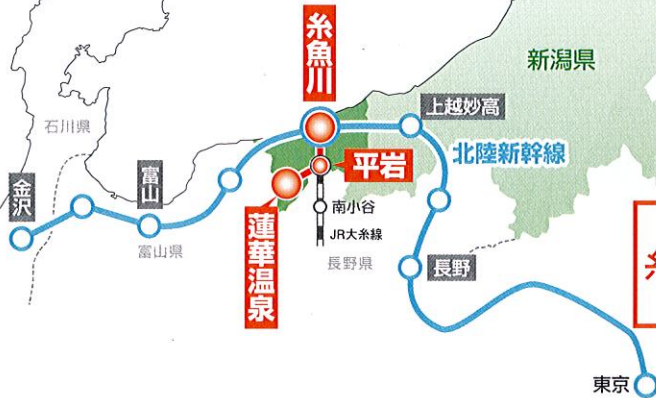 糸魚川
新潟県
上越妙高
石川県
北陸新幹線
平岩
富山
金沢
南小谷
蓮華温泉
JR大糸線
富山県
長野県
長野
東京